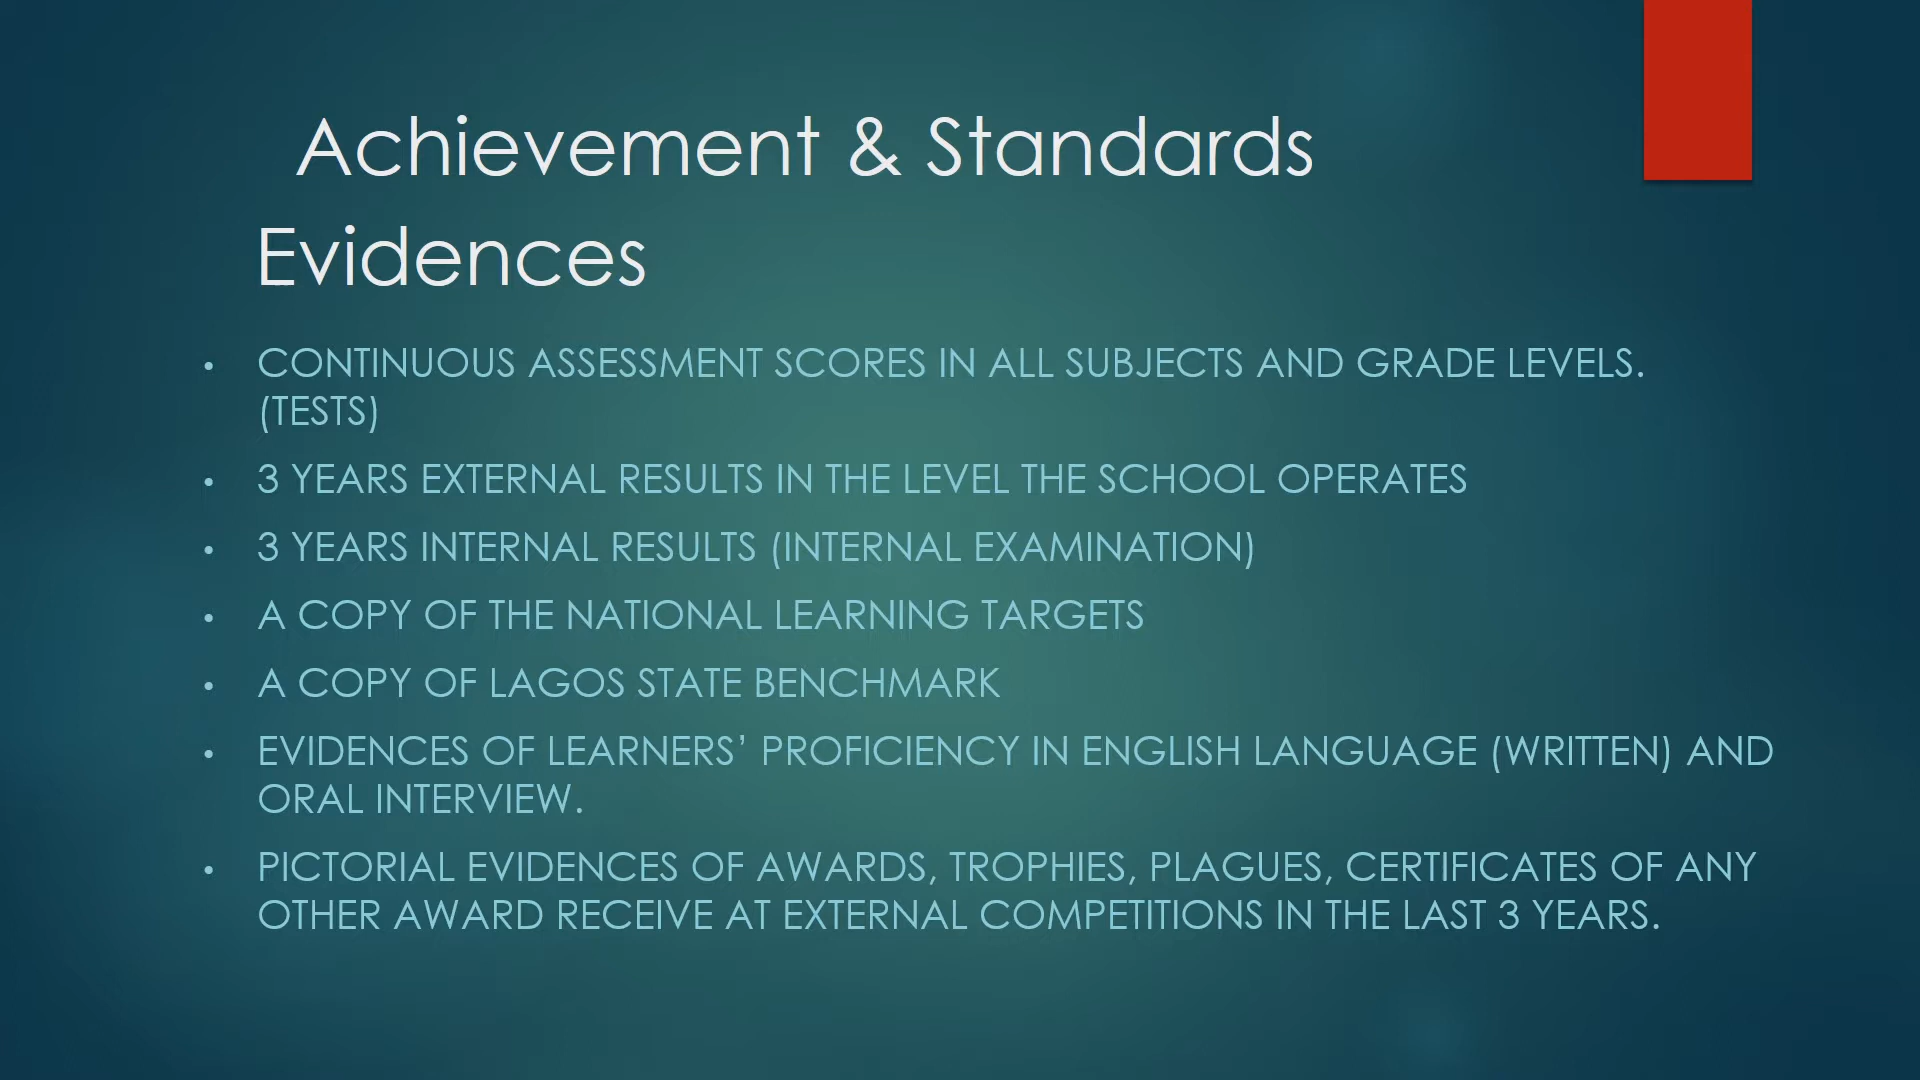 Achievement & Standards
Evidences
• CONTINUOUS ASSESSMENT SCORES IN ALL SUBJECTS AND GRADE LEVELS.
(TESTS)
• 3 YEARS EXTERNAL RESULTS IN THE LEVEL THE SCHOOL OPERATES
• 3 YEARS INTERNAL RESULTS (INTERNAL EXAMINATION)
• A COPY OF THE NATIONAL LEARNING TARGETS
• A COPY OF LAGOS STATE BENCHMARK
• EVIDENCES OF LEARNERS’ PROFICIENCY IN ENGLISH LANGUAGE (WRITTEN) AND
ORAL INTERVIEW.
• PICTORIAL EVIDENCES OF AWARDS, TROPHIES, PLAGUES, CERTIFICATES OF ANY
OTHER AWARD RECEIVE AT EXTERNAL COMPETITIONS IN THE LAST 3 YEARS.